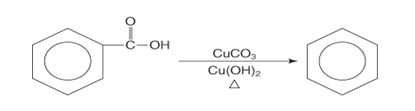 O
C—OH
CuCO₃
Cu(OH)₂
△